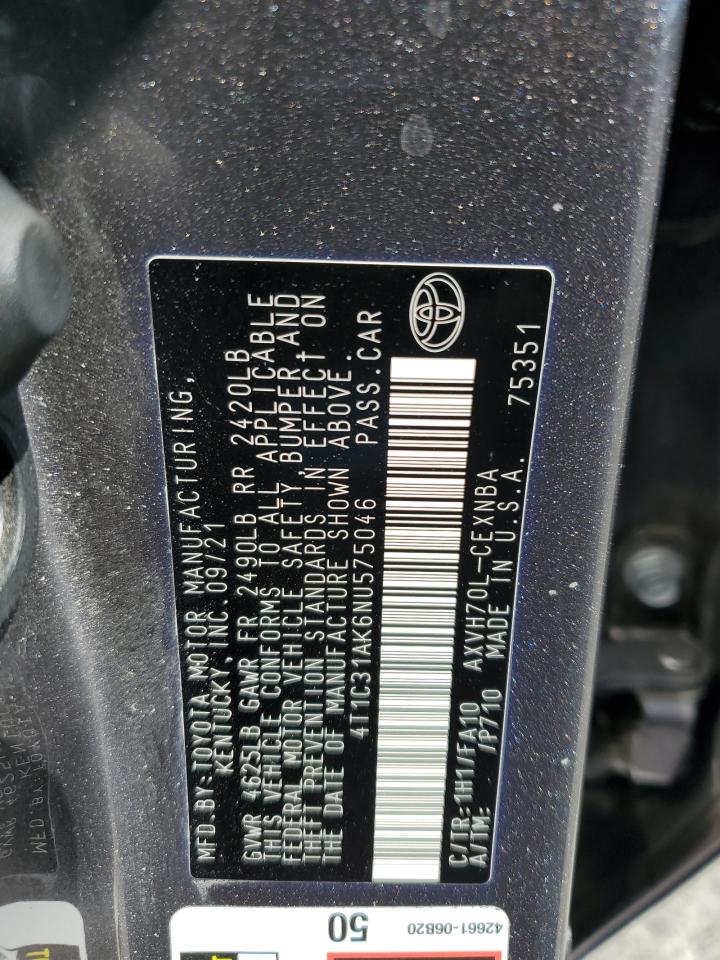 MFD.BY:TOYOTA MOTOR MANUFACTURING,
KENTUCKY, INC. 09/21
GVWR 4625LB GAWR FR 2490LB RR 2420LB
THIS VEHICLE CONFORMS TO ALL APPLICABLE
FEDERAL MOTOR VEHICLE SAFETY, BUMPER, AND
THEFT PREVENTION STANDARDS IN EFFECT ON
THE DATE OF MANUFACTURE SHOWN ABOVE.
4T1C31AK6NU575046 PASS.CAR
C/TR:1H1/FA10 AXVH70L-CEXNBA 75351
A/TM: /P710 MADE IN U.S.A.
50
42661-06B20